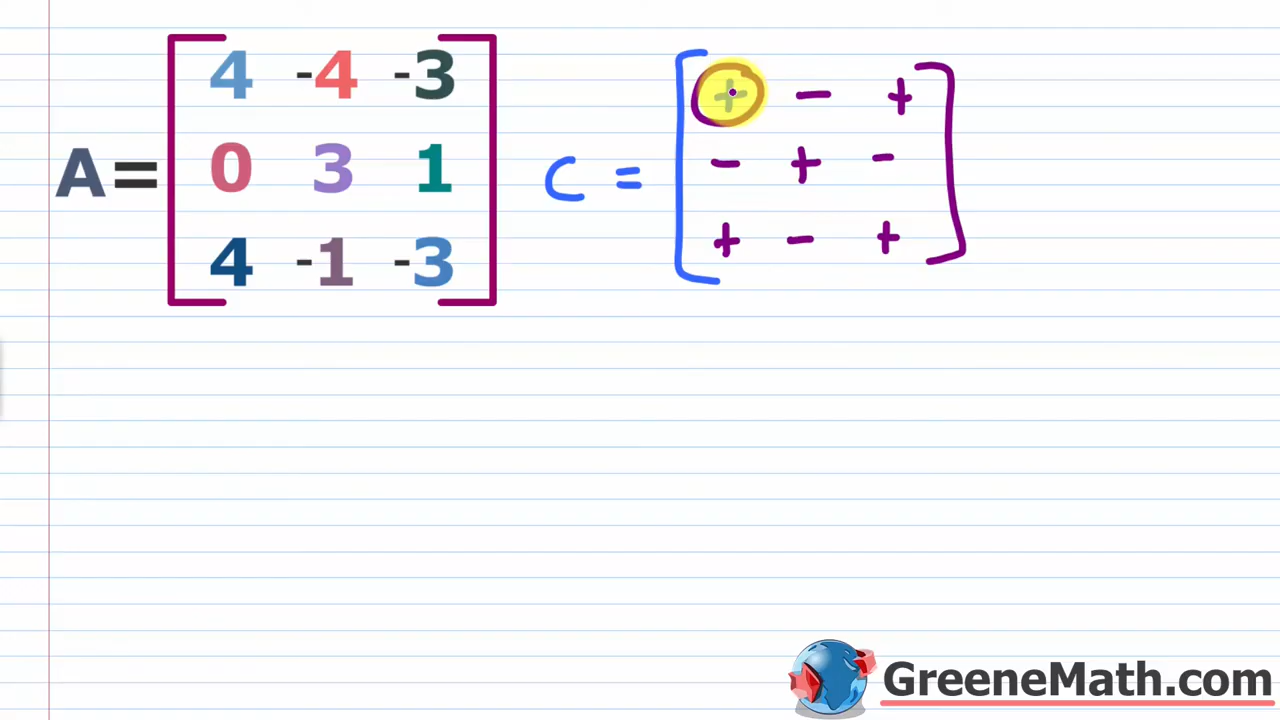 4 -4 -3
A= 0 3 1
4 -1 -3
+ - +
C = - + -
+ - +
GreeneMath.com